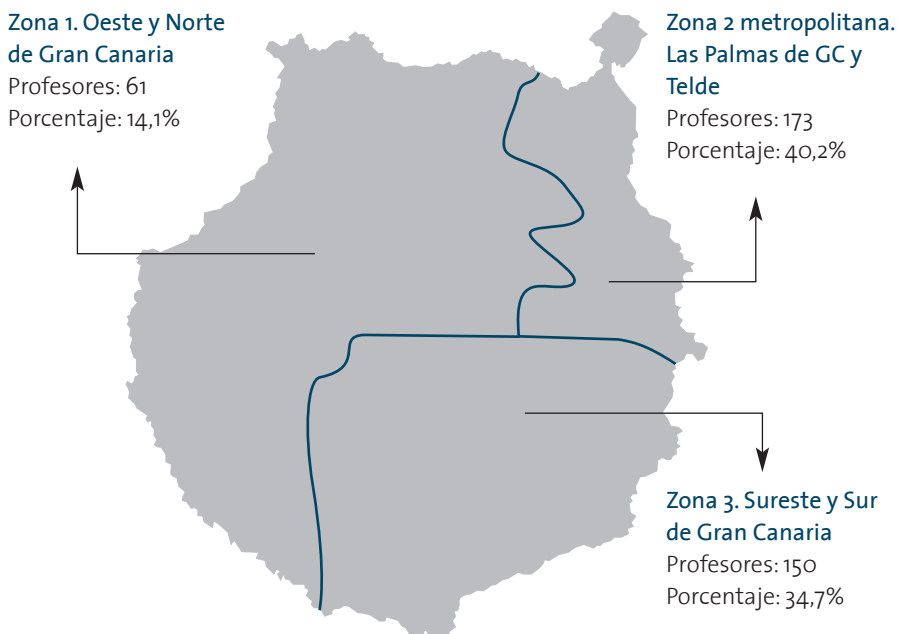 Zona 1. Oeste y Norte
de Gran Canaria
Profesores: 61
Porcentaje: 14,1%
Zona 2 metropolitana.
Las Palmas de GC y
Telde
Profesores: 173
Porcentaje: 40,2%
Zona 3. Sureste y Sur
de Gran Canaria
Profesores: 150
Porcentaje: 34,7%